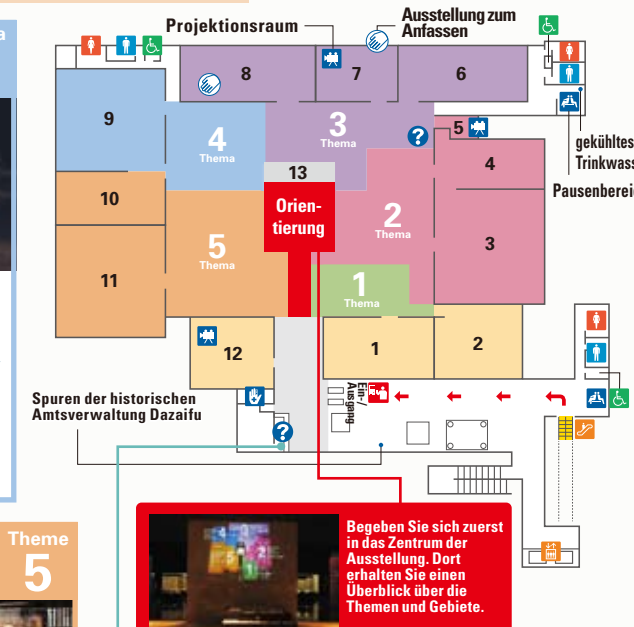 a
Projektionsraum
Ausstellung zum
Anfassen
8
7
6
9
4
Thema
3
Thema
?
5
gekühltes
Trinkwass
Pausenbereic
13
4
10
Orien-
tierung
2
Thema
3
5
Thema
11
1
Thema
12
1
2
Ein-/
Ausgang
Spuren der historischen
Amtsverwaltung Dazaifu
?
Theme
5
Begeben Sie sich zuerst
in das Zentrum der
Ausstellung. Dort
erhalten Sie einen
Überblick über die
Themen und Gebiete.